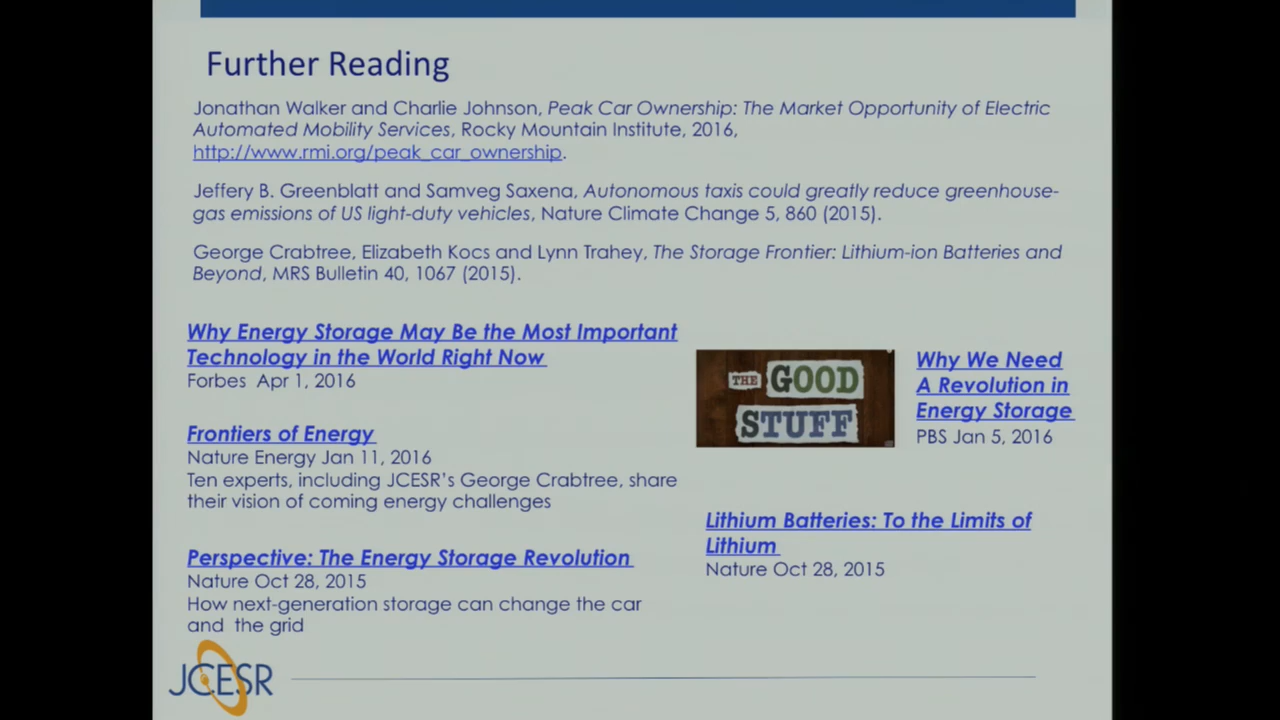 Further Reading
Jonathan Walker and Charlie Johnson, Peak Car Ownership: The Market Opportunity of Electric
Automated Mobility Services, Rocky Mountain Institute, 2016,
http://www.rmi.org/peak_car_ownership.
Jeffery B. Greenblatt and Samveg Saxena, Autonomous taxis could greatly reduce greenhouse-
gas emissions of US light-duty vehicles, Nature Climate Change 5, 860 (2015).
George Crabtree, Elizabeth Kocs and Lynn Trahey, The Storage Frontier: Lithium-ion Batteries and
Beyond, MRS Bulletin 40, 1067 (2015).
Why Energy Storage May Be the Most Important
Technology in the World Right Now
Forbes Apr 1, 2016
Frontiers of Energy
Nature Energy Jan 11, 2016
Ten experts, including JCESR's George Crabtree, share
their vision of coming energy challenges
Perspective: The Energy Storage Revolution
Nature Oct 28, 2015
How next-generation storage can change the car
and the grid
THE GOOD
STUFF
Why We Need
A Revolution in
Energy Storage
PBS Jan 5, 2016
Lithium Batteries: To the Limits of
Lithium
Nature Oct 28, 2015
JCESR